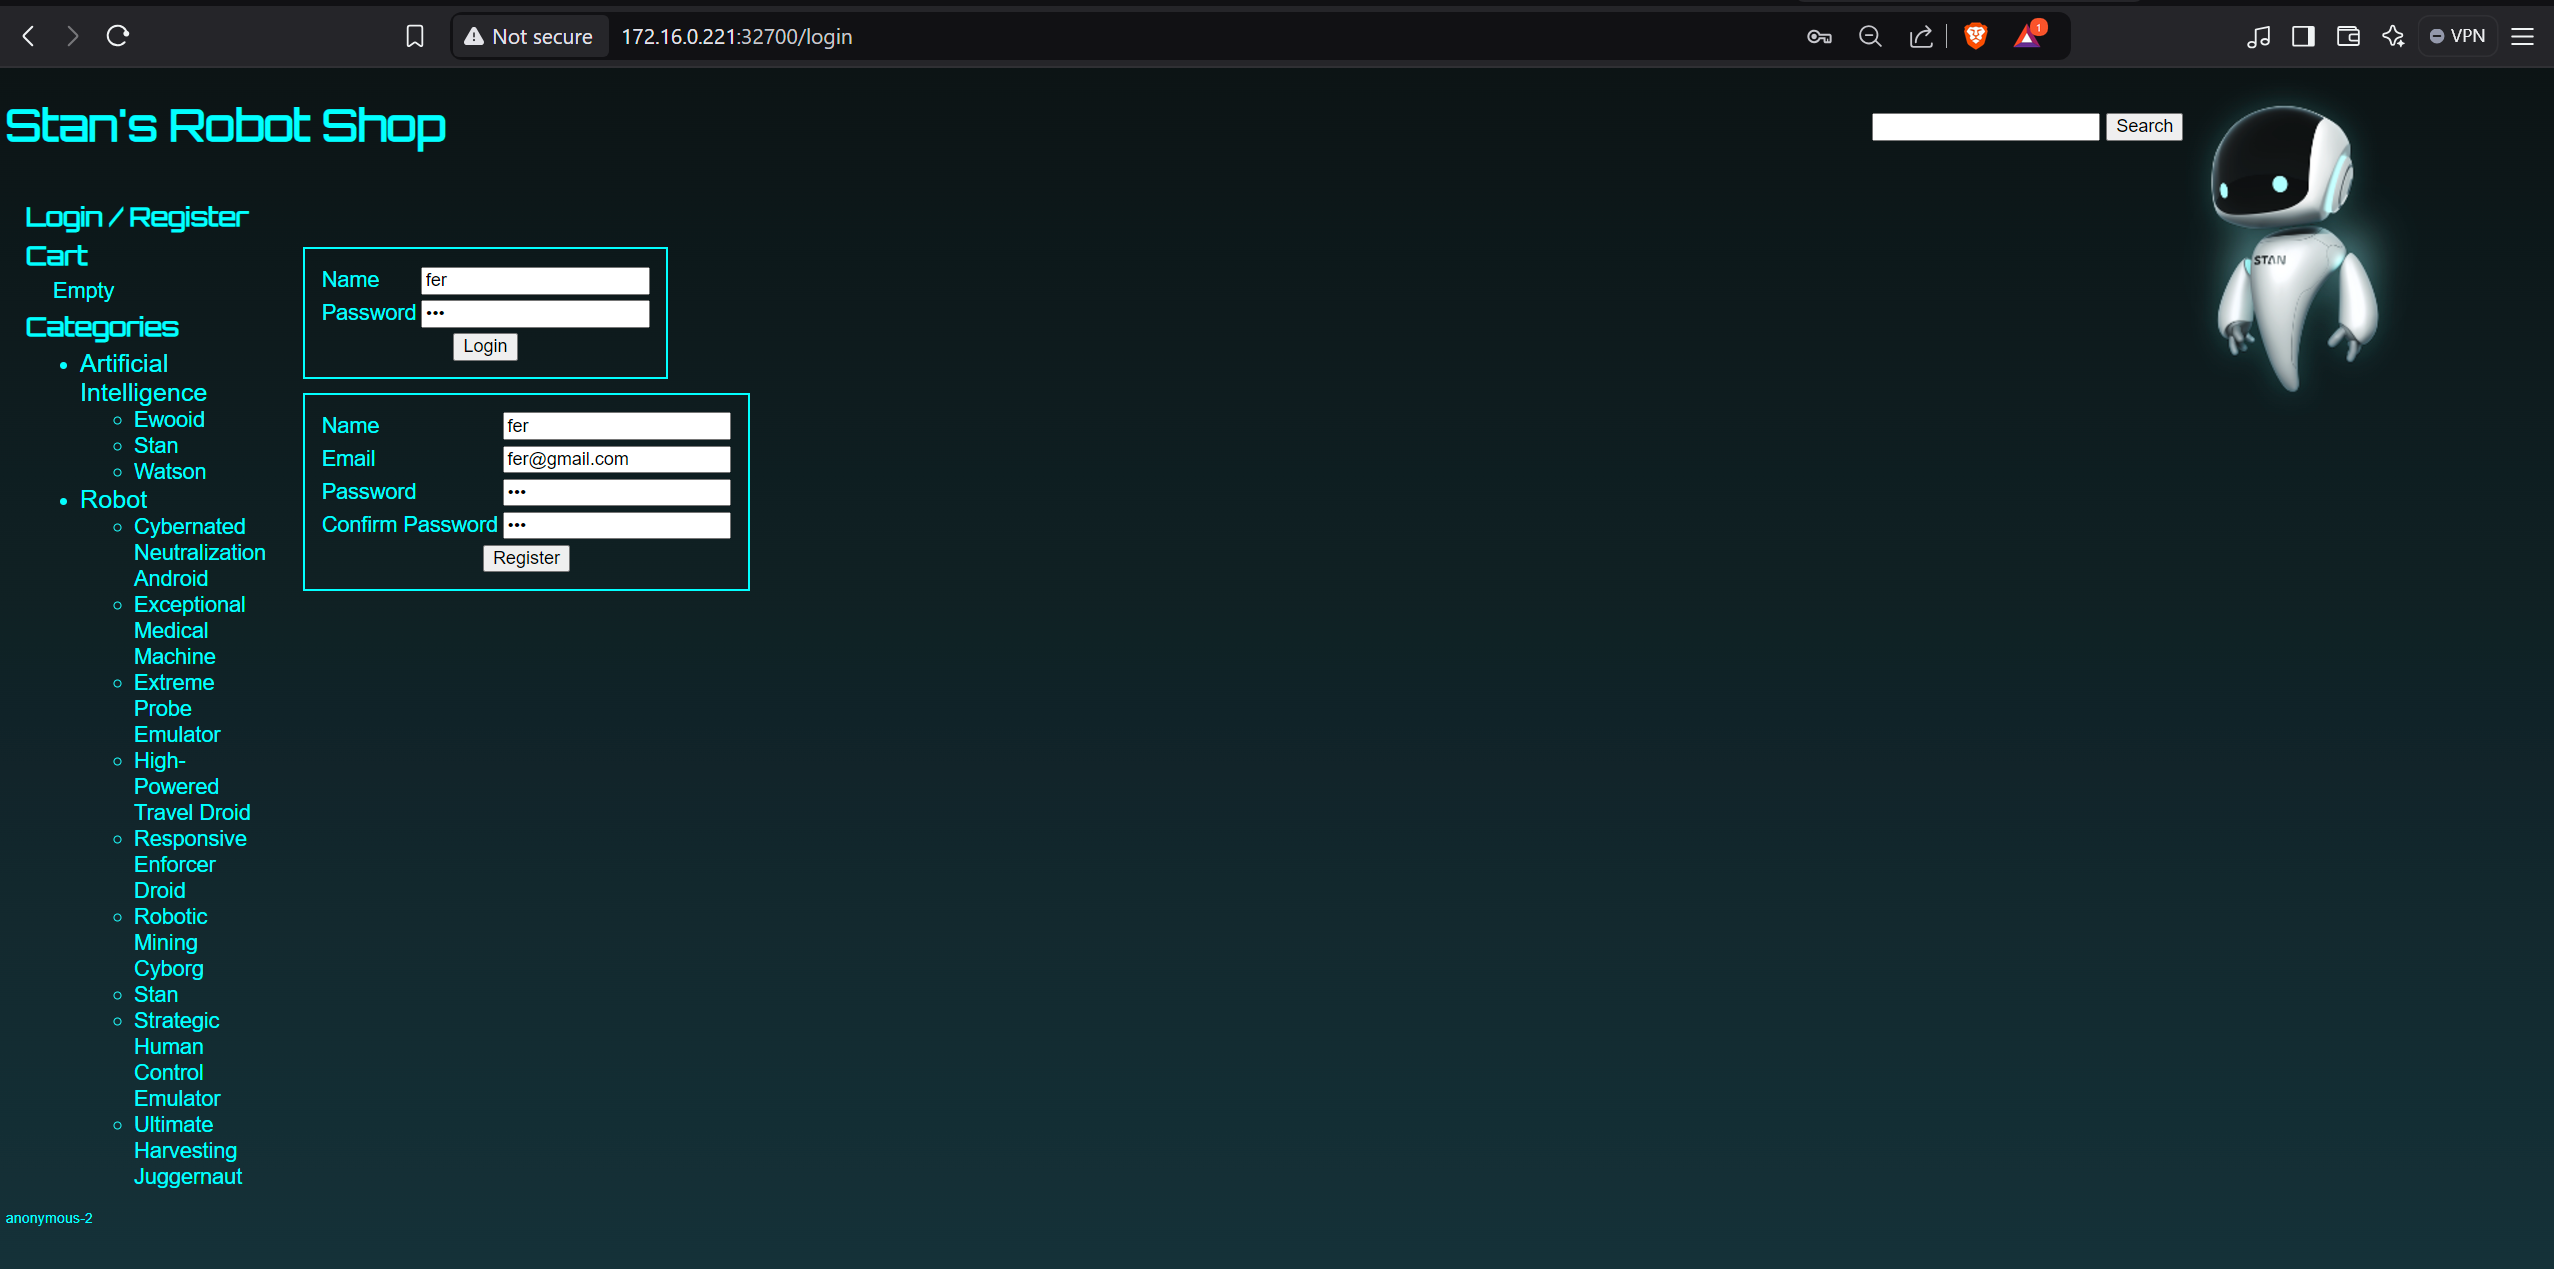 Not secure
172.16.0.221:32700/login
1
VPN
Stan's Robot Shop
Search
STAN
Login / Register
Cart
Empty
Categories
Artificial
Intelligence
Ewooid
Stan
Watson
Robot
Cybernated
Neutralization
Android
Exceptional
Medical
Machine
Extreme
Probe
Emulator
High-
Powered
Travel Droid
Responsive
Enforcer
Droid
Robotic
Mining
Cyborg
Stan
Strategic
Human
Control
Emulator
Ultimate
Harvesting
Juggernaut
Name fer
Password •••
Login
Name fer
Email fer@gmail.com
Password •••
Confirm Password •••
Register
anonymous-2